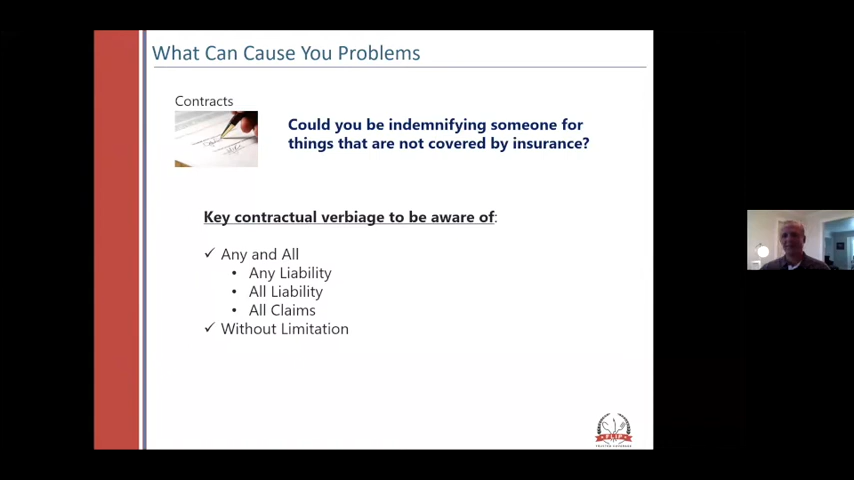 What Can Cause You Problems
Contracts
Could you be indemnifying someone for
things that are not covered by insurance?
Key contractual verbiage to be aware of:
✓ Any and All
• Any Liability
• All Liability
• All Claims
✓ Without Limitation
FLIP